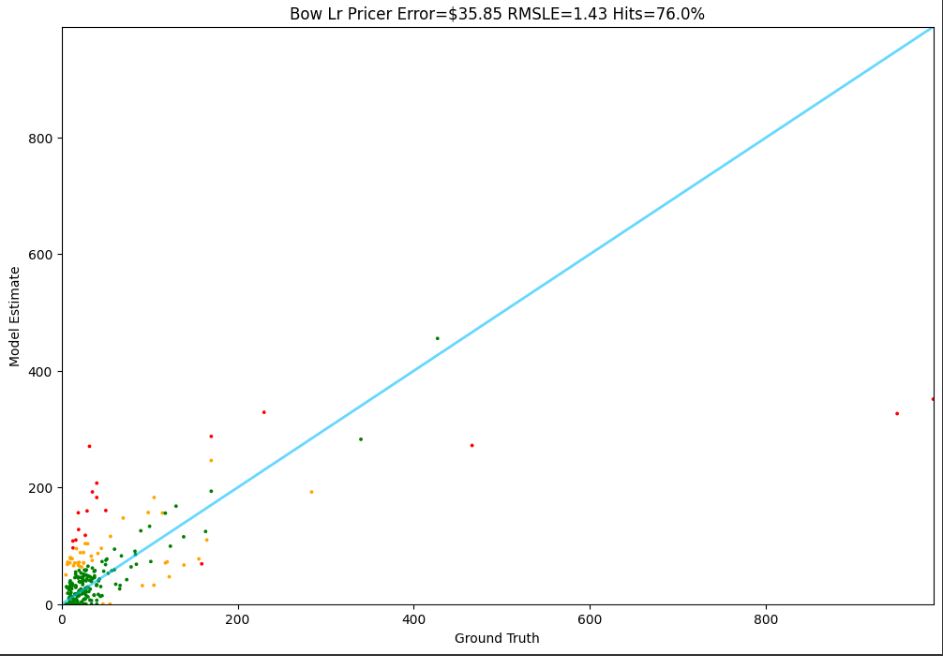 Bow Lr Pricer Error=$35.85 RMSLE=1.43 Hits=76.0%
800
600
400
200
0
Model Estimate
0 200 400 600 800
Ground Truth